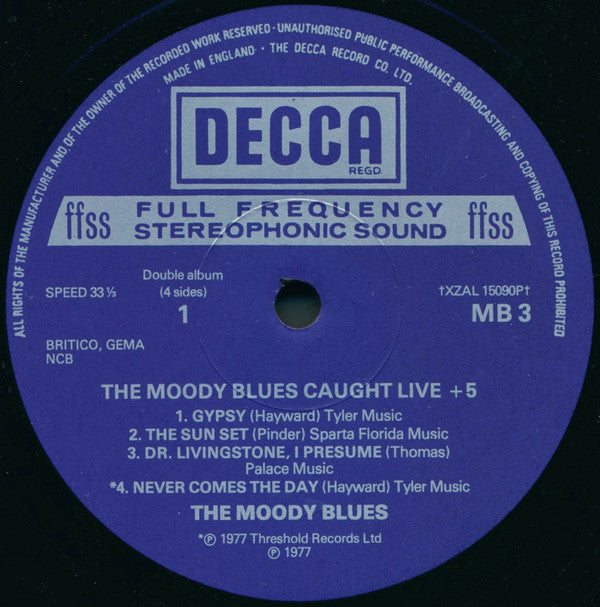 ALL RIGHTS OF THE MANUFACTURER AND OF THE OWNER OF THE RECORDED WORK RESERVED · UNAUTHORISED PUBLIC PERFORMANCE BROADCASTING AND COPYING OF THIS RECORD PROHIBITED
MADE IN ENGLAND · THE DECCA RECORD CO. LTD.
DECCA
REGD.
ffss FULL FREQUENCY ffss
STEREOPHONIC SOUND
Double album
SPEED 33⅓ (4 sides) †XZAL 15090P†
1 MB 3
BRITICO, GEMA
NCB
THE MOODY BLUES CAUGHT LIVE +5
1. GYPSY (Hayward) Tyler Music
2. THE SUN SET (Pinder) Sparta Florida Music
3. DR. LIVINGSTONE, I PRESUME (Thomas)
Palace Music
*4. NEVER COMES THE DAY (Hayward) Tyler Music
THE MOODY BLUES
*℗ 1977 Threshold Records Ltd
℗ 1977